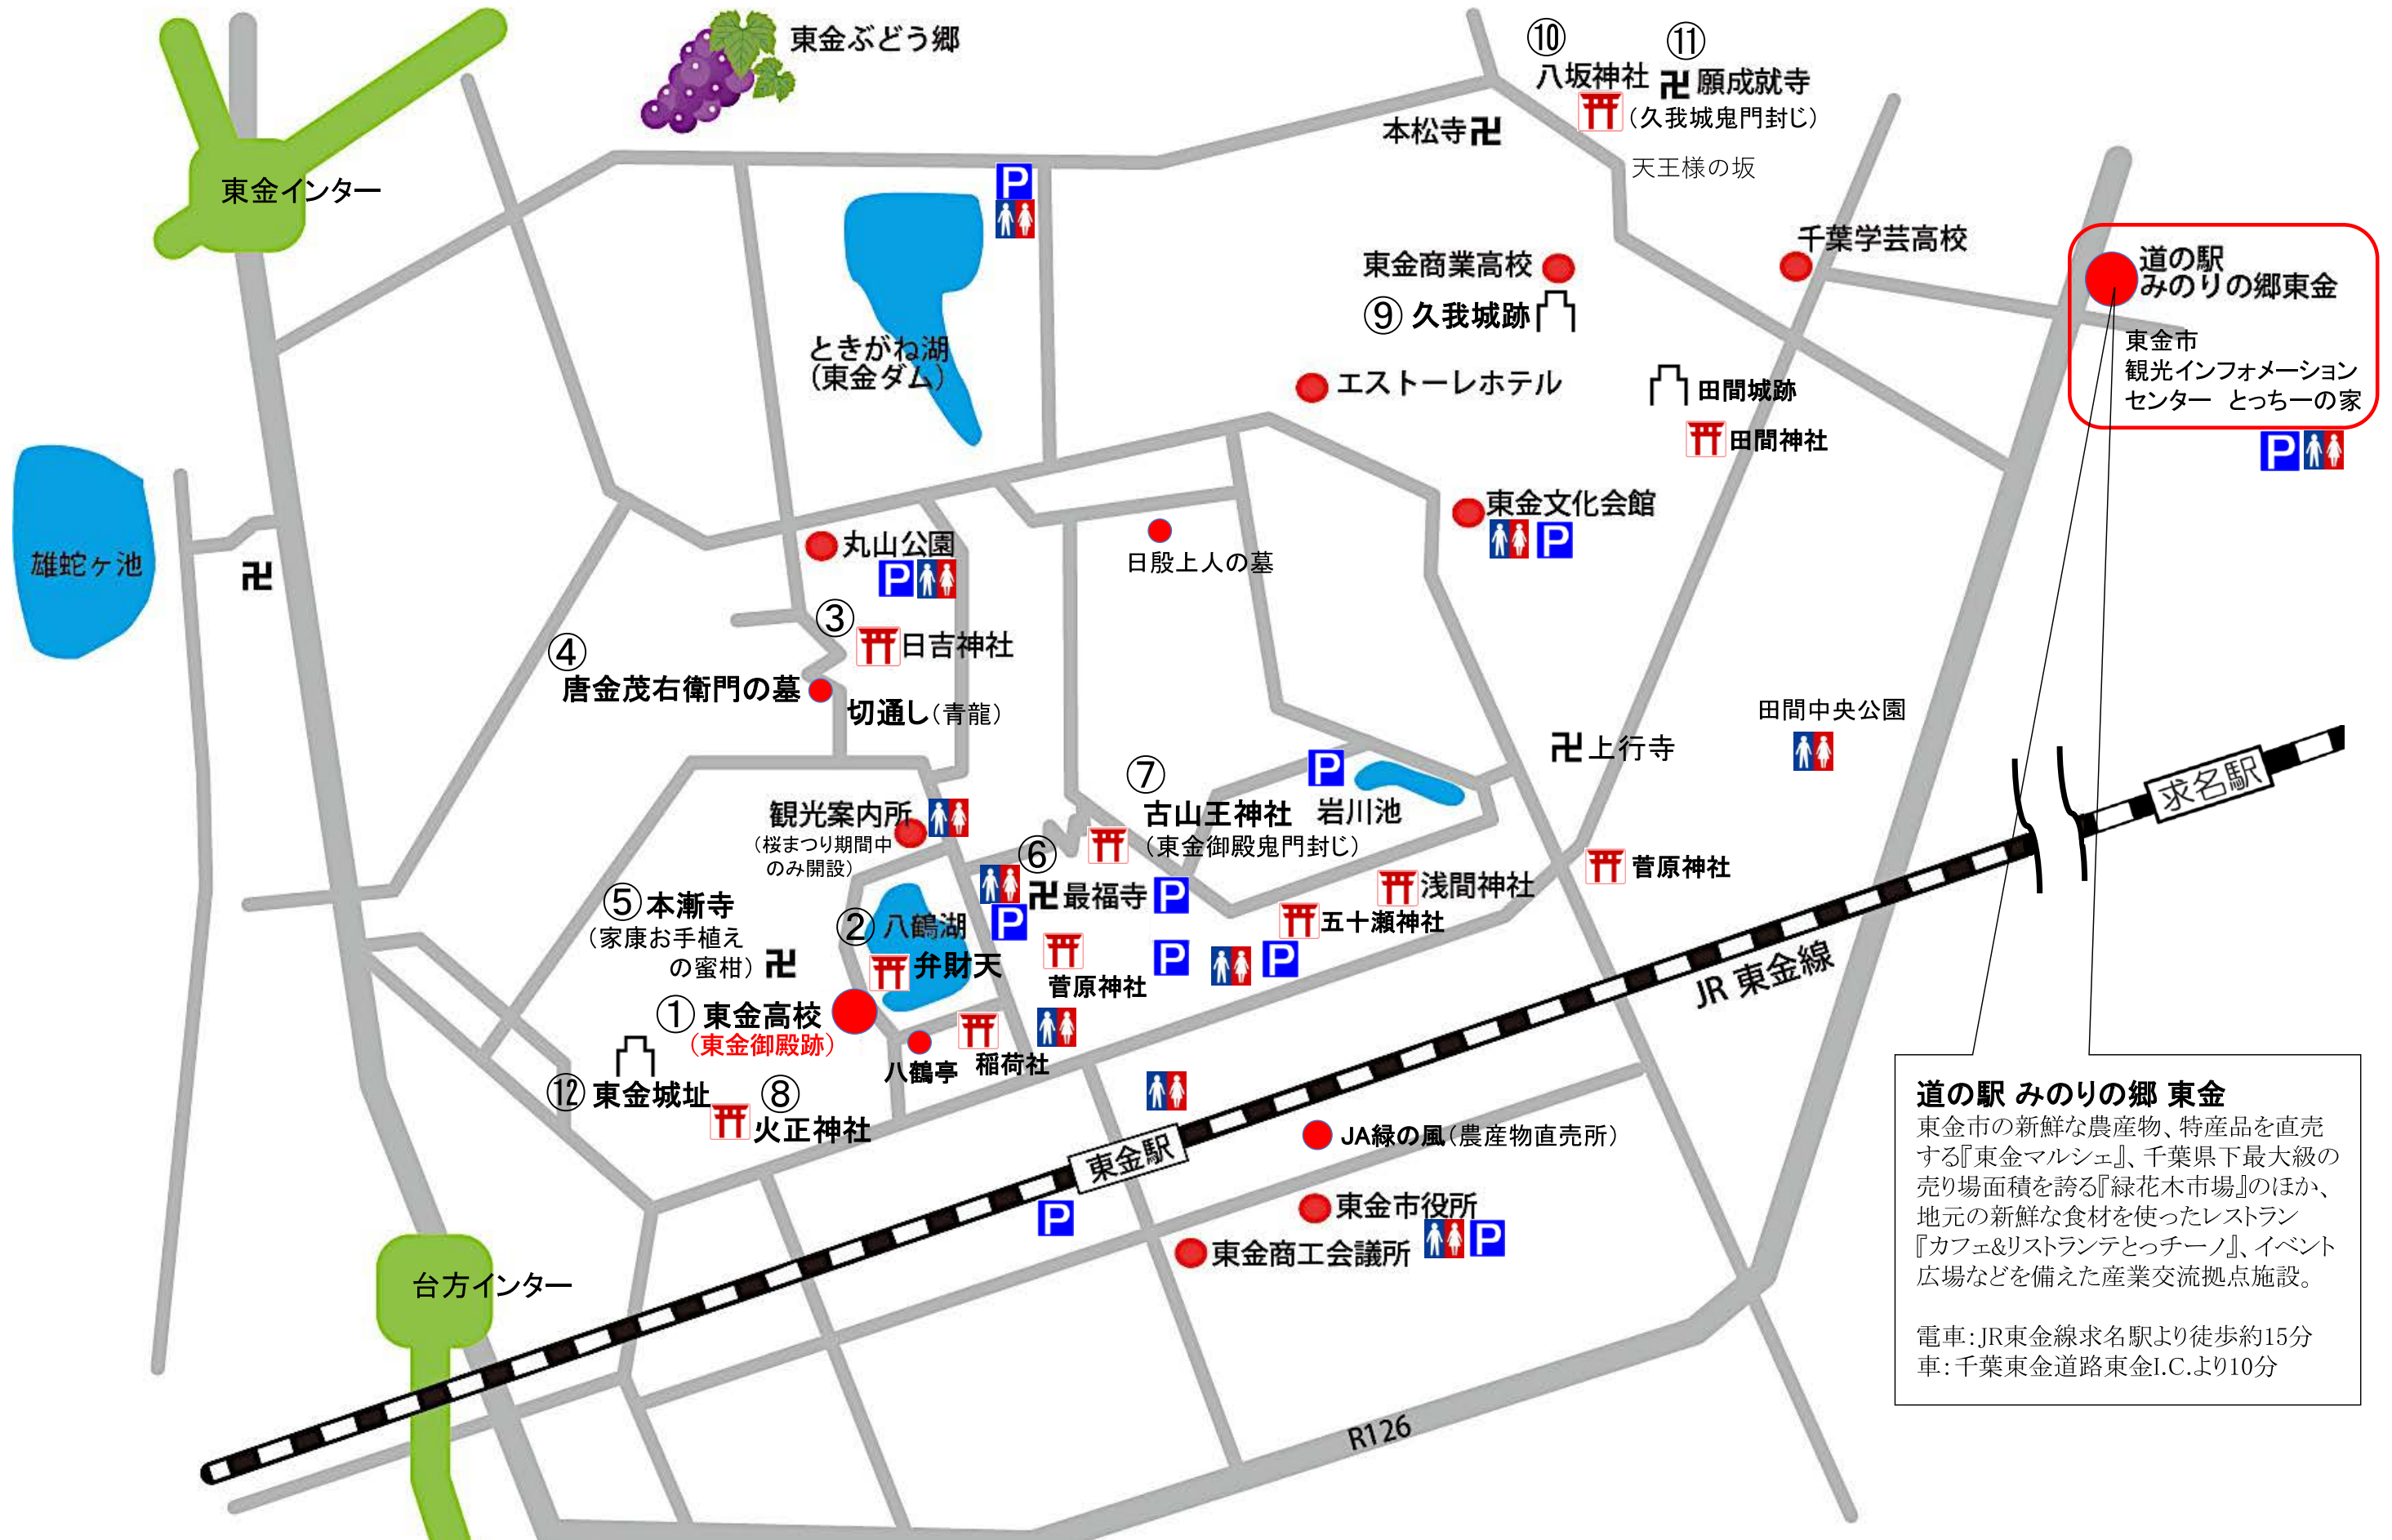 東金ぶどう郷
⑩
八坂神社
⑪
願成就寺
(久我城鬼門封じ)
本松寺
天王様の坂
東金インター
P
千葉学芸高校
東金商業高校
⑨ 久我城跡
道の駅
みのりの郷東金
東金市
観光インフォメーション
センター とっちーの家
P
ときがね湖
(東金ダム)
エストーレホテル
田間城跡
田間神社
東金文化会館
P
雄蛇ヶ池
丸山公園
P
日殷上人の墓
③
日吉神社
④
唐金茂右衛門の墓
切通し(青龍)
田間中央公園
上行寺
P
岩川池
⑦
古山王神社
(東金御殿鬼門封じ)
求名駅
観光案内所
(桜まつり期間中
のみ開設)
⑥
最福寺
P
P
菅原神社
浅間神社
五十瀬神社
⑤ 本漸寺
(家康お手植え
の蜜柑)
② 八鶴湖
弁財天
菅原神社
P
P
JR 東金線
① 東金高校
(東金御殿跡)
八鶴亭
稲荷社
⑫ 東金城址
⑧
火正神社
東金駅
P
JA緑の風(農産物直売所)
東金市役所
東金商工会議所
P
台方インター
R126
道の駅 みのりの郷 東金
東金市の新鮮な農産物、特産品を直売
する『東金マルシェ』、千葉県下最大級の
売り場面積を誇る『緑花木市場』のほか、
地元の新鮮な食材を使ったレストラン
『カフェ&リストランテとっチーノ』、イベント
広場などを備えた産業交流拠点施設。
電車:JR東金線求名駅より徒歩約15分
車:千葉東金道路東金I.C.より10分